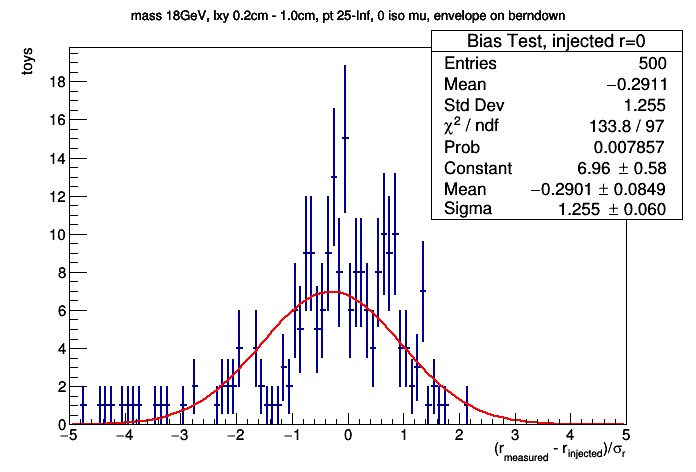 mass 18GeV, lxy 0.2cm - 1.0cm, pt 25-Inf, 0 iso mu, envelope on berndown
Bias Test, injected r=0
Entries 500
Mean −0.2911
Std Dev 1.255
χ² / ndf 133.8 / 97
Prob 0.007857
Constant 6.96 ± 0.58
Mean −0.2901 ± 0.0849
Sigma 1.255 ± 0.060
toys
18
16
14
12
10
8
6
4
2
0
−5 −4 −3 −2 −1 0 1 2 3 4 5
(r_measured - r_injected)/σ_r